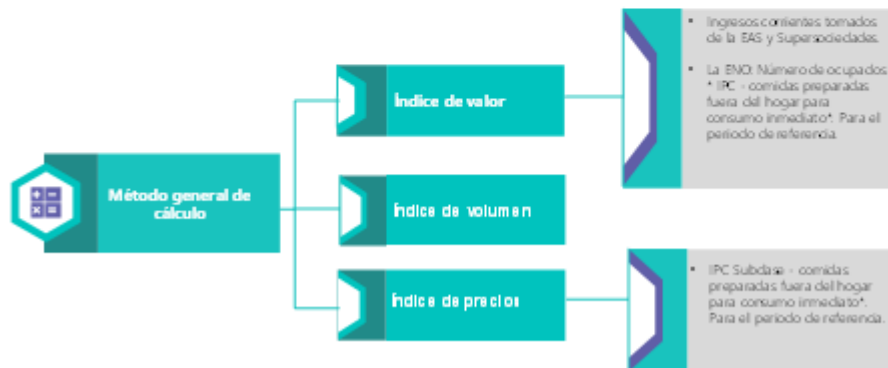 Método general de
cálculo
Índice de valor
Ingresos corrientes tomados
de la EAS y Supersociedades.
La ENO: Número de ocupados
* IPC - comidas preparadas
fuera del hogar para
consumo inmediato*. Para el
periodo de referencia.
Índice de volumen
Índice de precios
IPC Subclase - comidas
preparadas fuera del hogar
para consumo inmediato*.
Para el periodo de referencia.